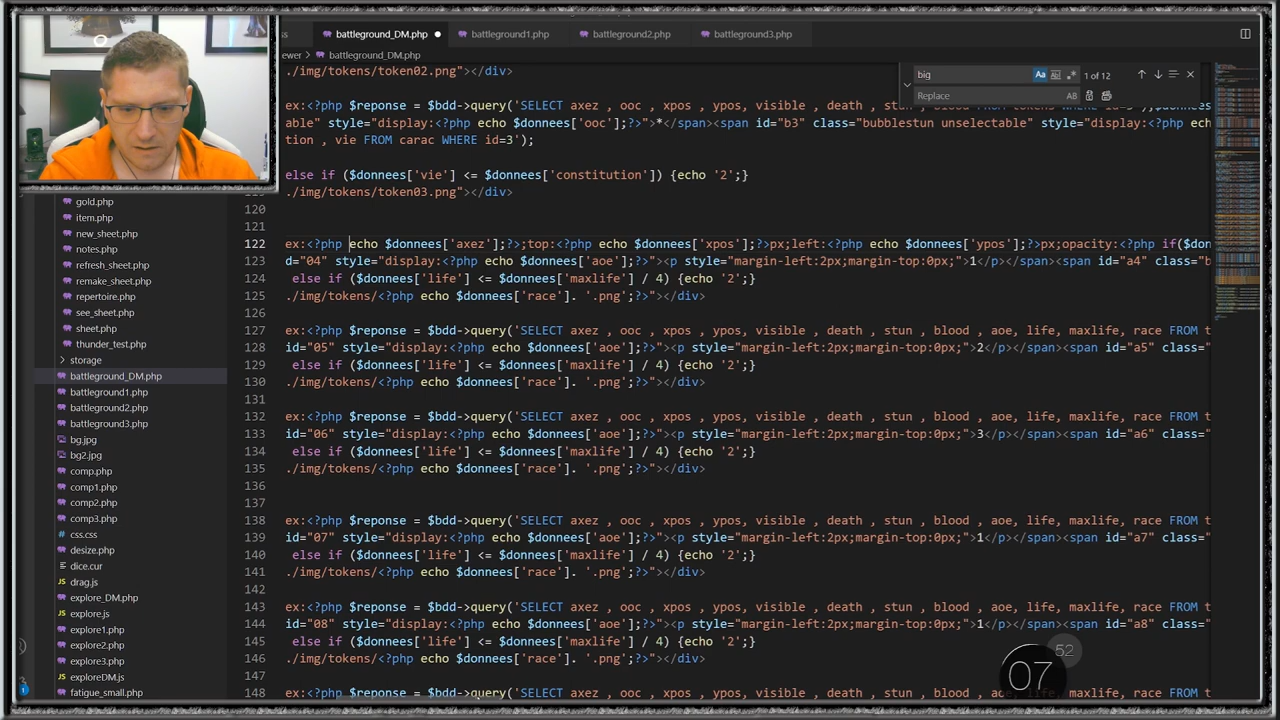 ss
battleground_DM.php
battleground1.php
battleground2.php
battleground3.php
ewer > battleground_DM.php
big
1 of 12
Replace
./img/tokens/token02.png"></div>
ex:<?php $reponse = $bdd->query('SELECT axez , ooc , xpos , ypos, visible , death , stun
able" style="display:<?php echo $donnees['ooc'];?>">*</span><span id="b3" class="bubblestun unselectable" style="display:<?php ech
tion , vie FROM carac WHERE id=3');
else if ($donnees['vie'] <= $donnees['constitution']) {echo '2';}
./img/tokens/token03.png"></div>
120
121
122 ex:<?php echo $donnees['axez'];
<?php echo $donnees['xpos'];?>px;
<?php echo $donnees['ypos'];?>px;opacity:<?php if($don
123 d="04" style="display:<?php echo $donnees['aoe'];?>"><p style="margin-left:2px;margin-top:0px;">1</p></span><span id="a4" class="b
124 else if ($donnees['life'] <= $donnees['maxlife'] / 4) {echo '2';}
125 ./img/tokens/<?php echo $donnees['race']. '.png';?>"></div>
126
127 ex:<?php $reponse = $bdd->query('SELECT axez , ooc , xpos , ypos, visible , death , stun , blood , aoe, life, maxlife, race FROM t
128 id="05" style="display:<?php echo $donnees['aoe'];?>"><p style="margin-left:2px;margin-top:0px;">2</p></span><span id="a5" class="
129 else if ($donnees['life'] <= $donnees['maxlife'] / 4) {echo '2';}
130 ./img/tokens/<?php echo $donnees['race']. '.png';?>"></div>
131
132 ex:<?php $reponse = $bdd->query('SELECT axez , ooc , xpos , ypos, visible , death , stun , blood , aoe, life, maxlife, race FROM t
133 id="06" style="display:<?php echo $donnees['aoe'];?>"><p style="margin-left:2px;margin-top:0px;">3</p></span><span id="a6" class="
134 else if ($donnees['life'] <= $donnees['maxlife'] / 4) {echo '2';}
135 ./img/tokens/<?php echo $donnees['race']. '.png';?>"></div>
136
137
138 ex:<?php $reponse = $bdd->query('SELECT axez , ooc , xpos , ypos, visible , death , stun , blood , aoe, life, maxlife, race FROM t
139 id="07" style="display:<?php echo $donnees['aoe'];?>"><p style="margin-left:2px;margin-top:0px;">1</p></span><span id="a7" class="
140 else if ($donnees['life'] <= $donnees['maxlife'] / 4) {echo '2';}
141 ./img/tokens/<?php echo $donnees['race']. '.png';?>"></div>
142
143 ex:<?php $reponse = $bdd->query('SELECT axez , ooc , xpos , ypos, visible , death , stun , blood , aoe, life, maxlife, race FROM t
144 id="08" style="display:<?php echo $donnees['aoe'];?>"><p style="margin-left:2px;margin-top:0px;">1</p></span><span id="a8" class="
145 else if ($donnees['life'] <= $donnees['maxlife'] / 4) {echo '2';}
146 ./img/tokens/<?php echo $donnees['race']. '.png';?>"></div>
147
148 ex:<?php $reponse = $bdd->query('SELECT axez , ooc , xpos , ypos, visible , death , stun , blood , aoe, life, maxlife, race FROM t
gold.php
item.php
new_sheet.php
notes.php
refresh_sheet.php
remake_sheet.php
repertoire.php
see_sheet.php
sheet.php
thunder_test.php
storage
battleground_DM.php
battleground1.php
battleground2.php
battleground3.php
bg.jpg
bg2.jpg
comp.php
comp1.php
comp2.php
comp3.php
css.css
desize.php
dice.cur
drag.js
explore_DM.php
explore.js
explore1.php
explore2.php
explore3.php
exploreDM.js
fatigue_small.php
1
07
52